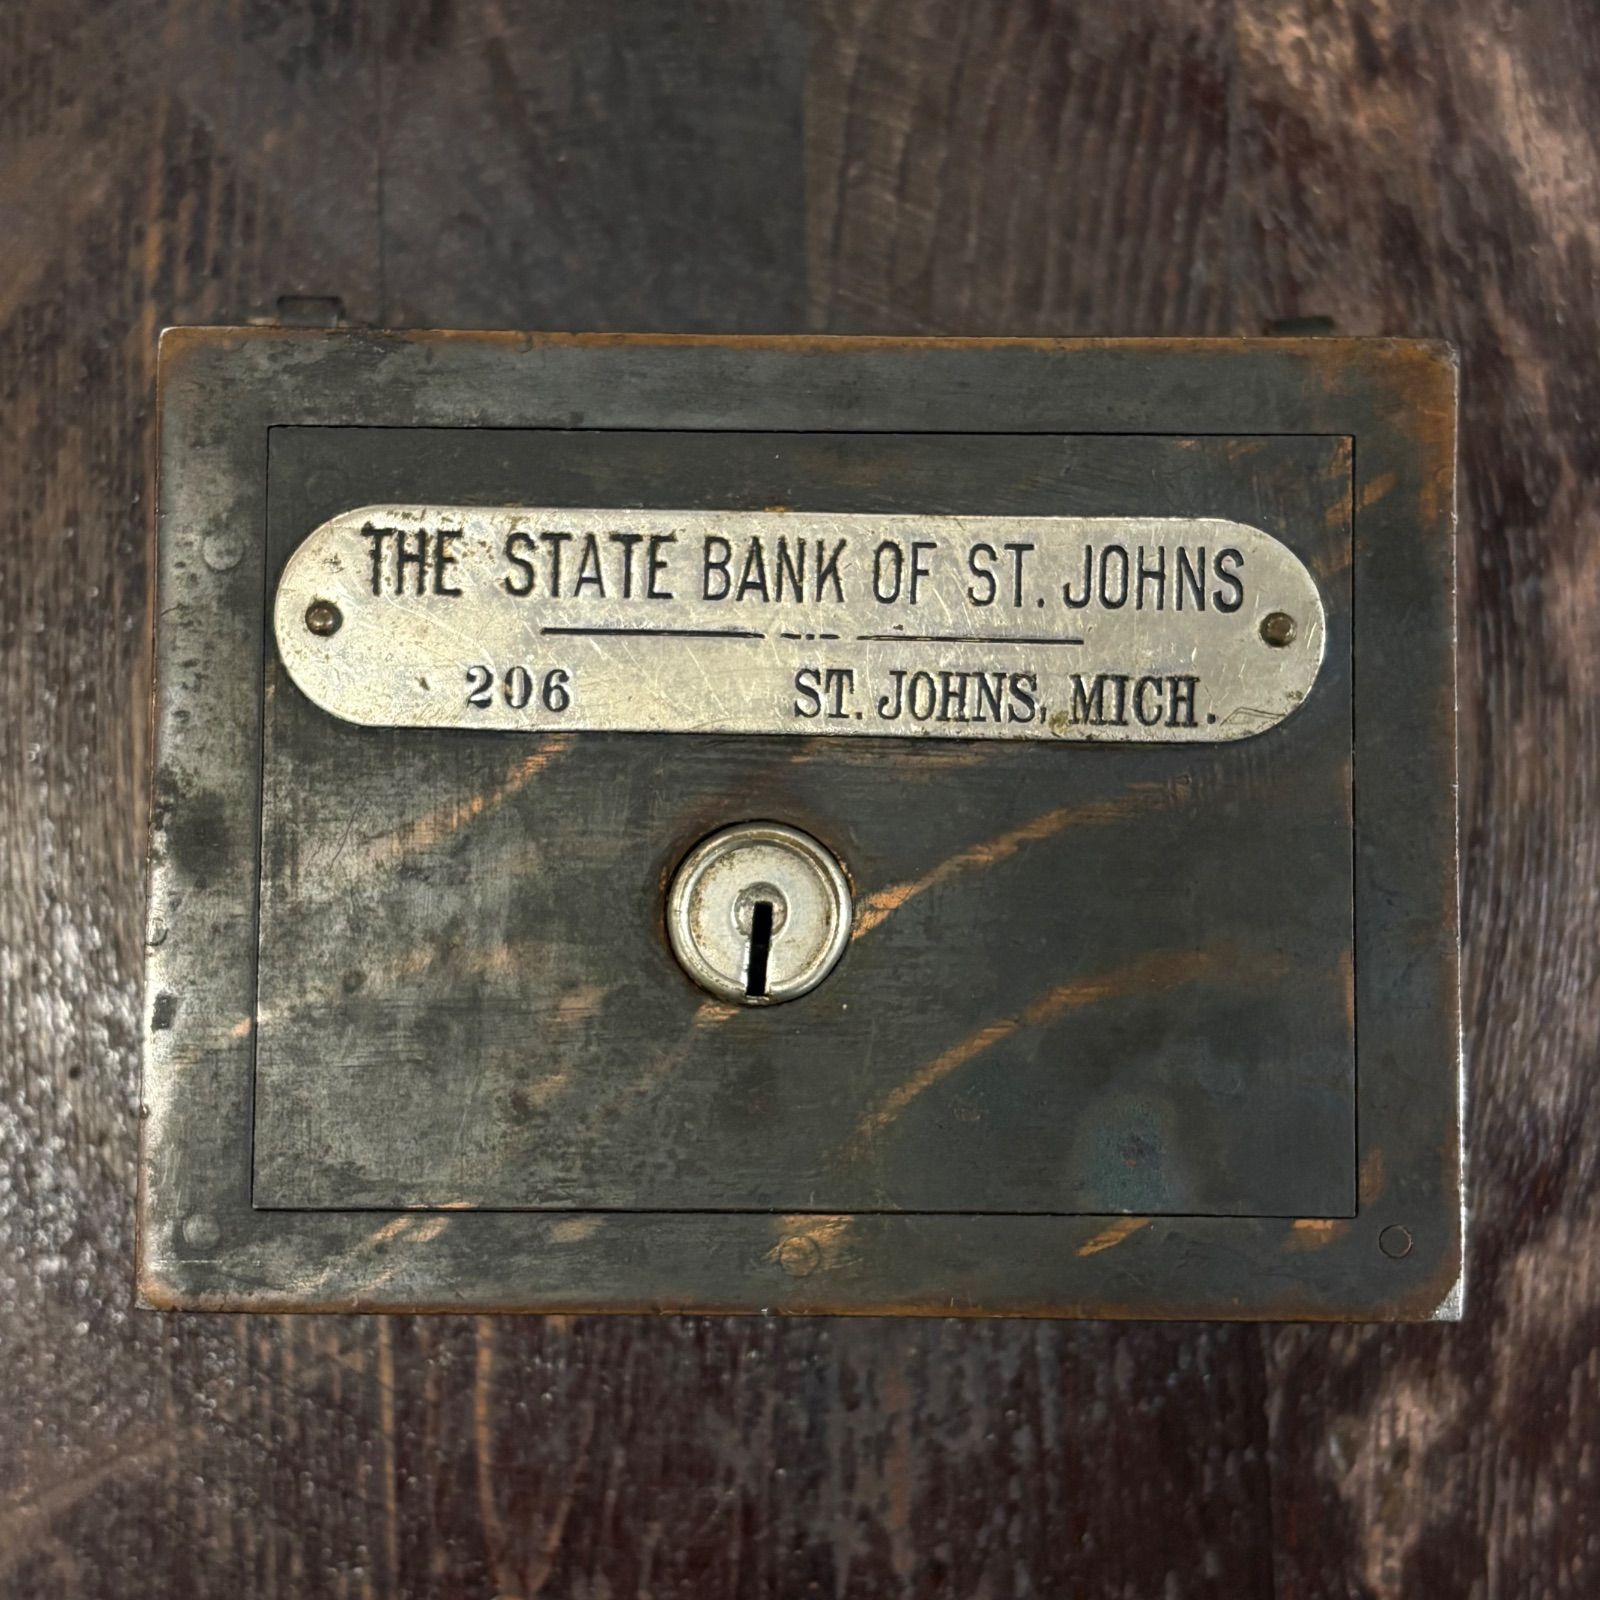 THE STATE BANK OF ST. JOHNS
206 ST. JOHNS, MICH.